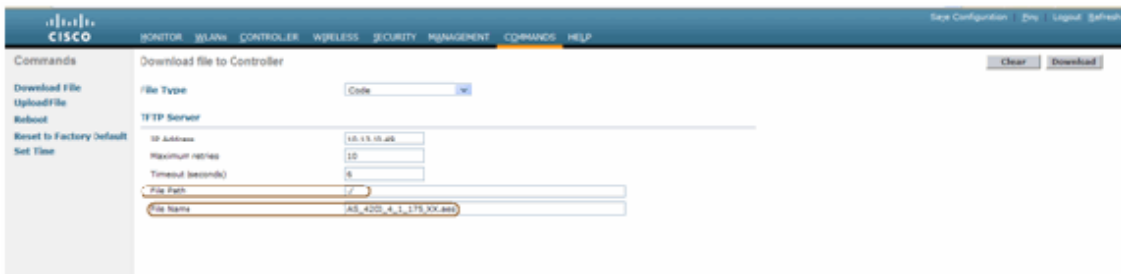 Save Configuration | Ping | Logout | Refresh
CISCO
MONITOR WLANs CONTROLLER WIRELESS SECURITY MANAGEMENT COMMANDS HELP
Commands
Download file to Controller
Clear Download
Download File
Upload File
Reboot
Reset to Factory Default
Set Time
File Type Code
TFTP Server
IP Address
Maximum retries 10
Timeout (seconds) 6
File Path ./
File Name